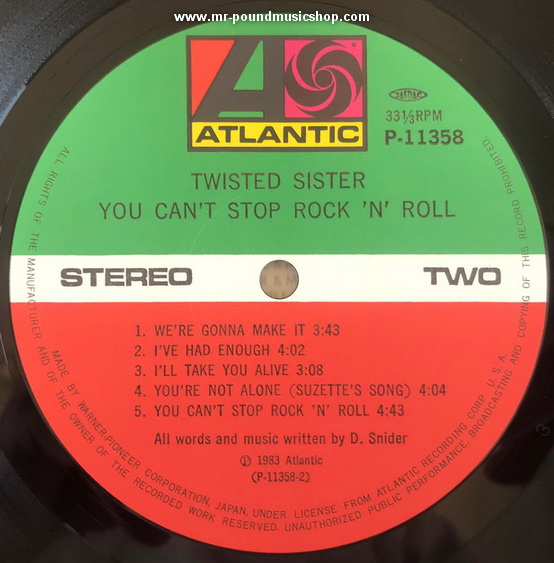 www.mr-poundmusicshop.com
ATLANTIC
JASRAC
33⅓RPM
P-11358
TWISTED SISTER
YOU CAN'T STOP ROCK 'N' ROLL
STEREO
TWO
1. WE'RE GONNA MAKE IT 3:43
2. I'VE HAD ENOUGH 4:02
3. I'LL TAKE YOU ALIVE 3:08
4. YOU'RE NOT ALONE (SUZETTE'S SONG) 4:04
5. YOU CAN'T STOP ROCK 'N' ROLL 4:43
All words and music written by D. Snider
℗ 1983 Atlantic
(P-11358-2)
MADE BY WARNER-PIONEER CORPORATION, JAPAN, UNDER LICENSE FROM ATLANTIC RECORDING CORP. U.S.A.
ALL RIGHTS OF THE MANUFACTURER AND OF THE OWNER OF THE RECORDED WORK RESERVED. UNAUTHORIZED PUBLIC PERFORMANCE, BROADCASTING AND COPYING OF THIS RECORD PROHIBITED.